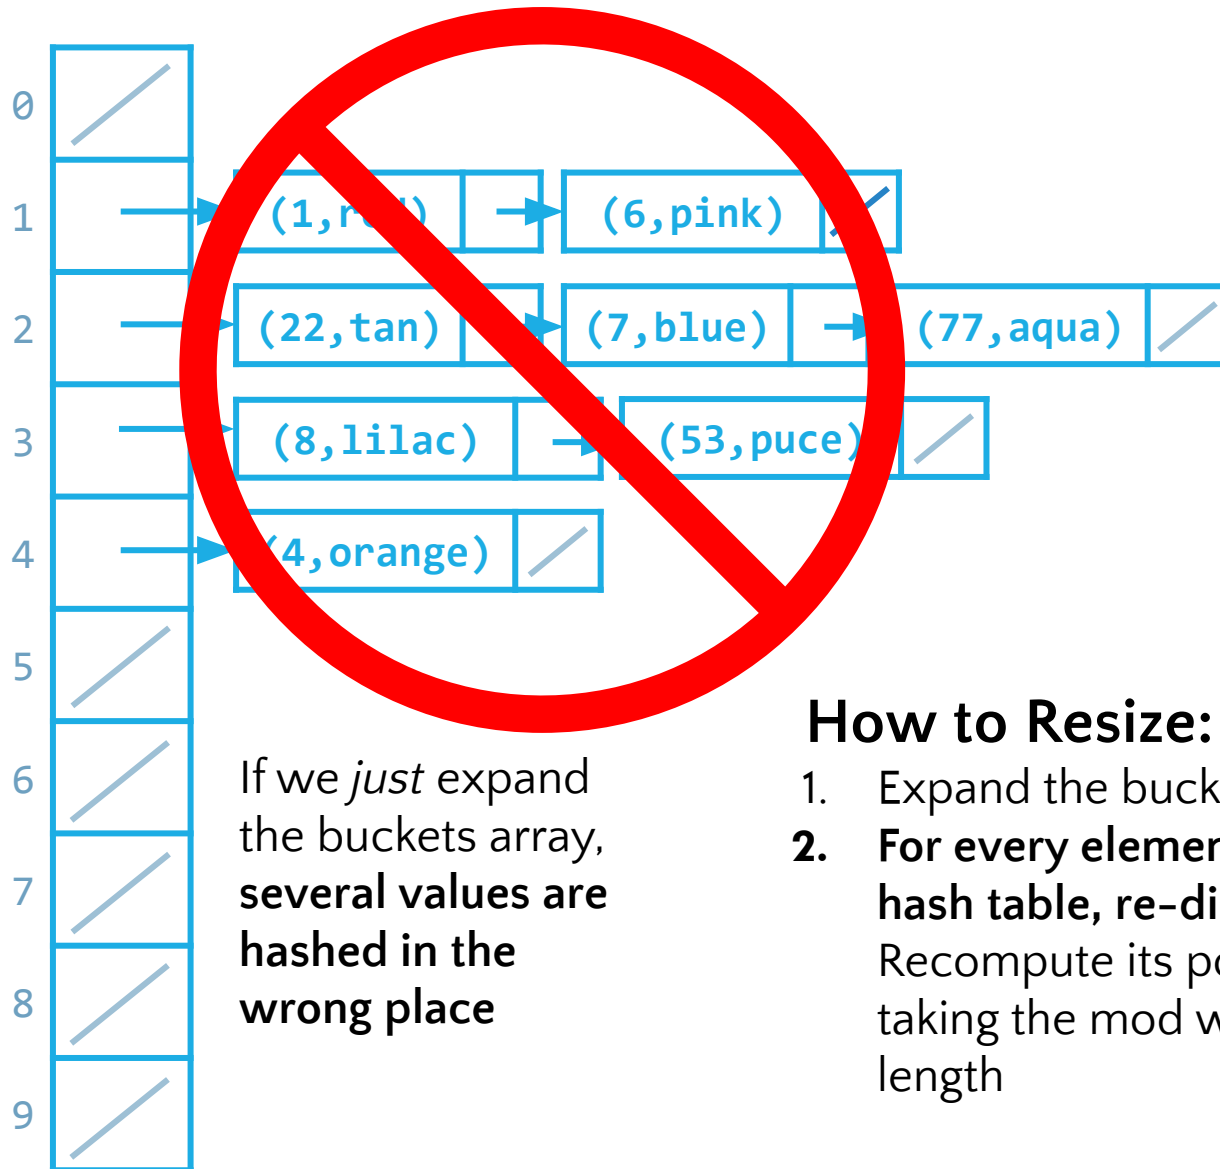 0
1 (1,red) (6,pink)
2 (22,tan) (7,blue) (77,aqua)
3 (8,lilac) (53,puce)
4 (4,orange)
5
6
7
8
9
If we just expand
the buckets array,
several values are
hashed in the
wrong place
How to Resize:
1. Expand the buck
2. For every elemen
hash table, re-di
Recompute its po
taking the mod w
length